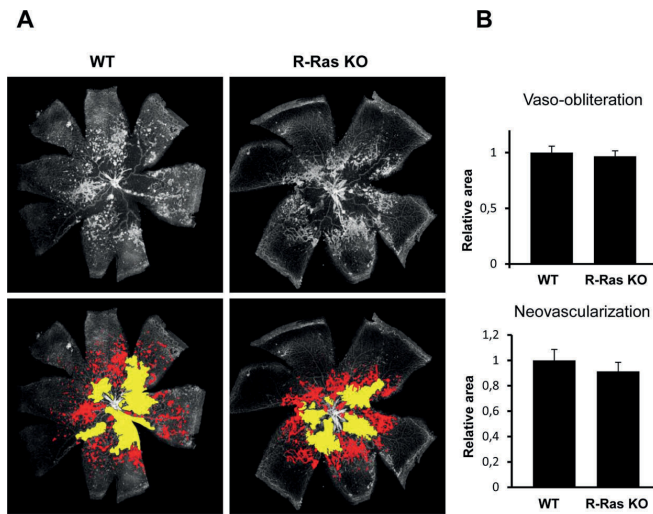 A
B
WT
R-Ras KO
Vaso-obliteration
1
0,5
0
Relative area
WT
R-Ras KO
Neovascularization
1,2
1
0,8
0,6
0,4
0,2
0
Relative area
WT
R-Ras KO